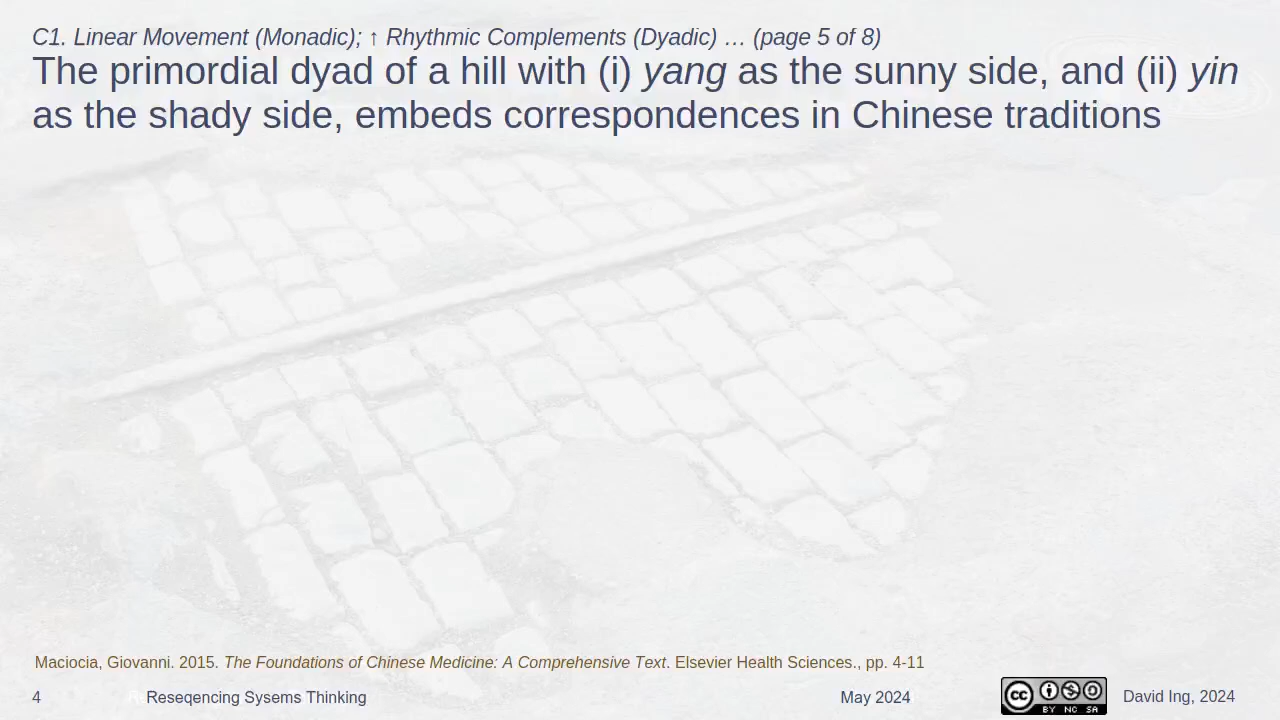 C1. Linear Movement (Monadic); ↑ Rhythmic Complements (Dyadic) … (page 5 of 8)
The primordial dyad of a hill with (i) yang as the sunny side, and (ii) yin
as the shady side, embeds correspondences in Chinese traditions
Maciocia, Giovanni. 2015. The Foundations of Chinese Medicine: A Comprehensive Text. Elsevier Health Sciences., pp. 4-11
4 Reseqencing Sysems Thinking May 2024 CC BY NC SA David Ing, 2024